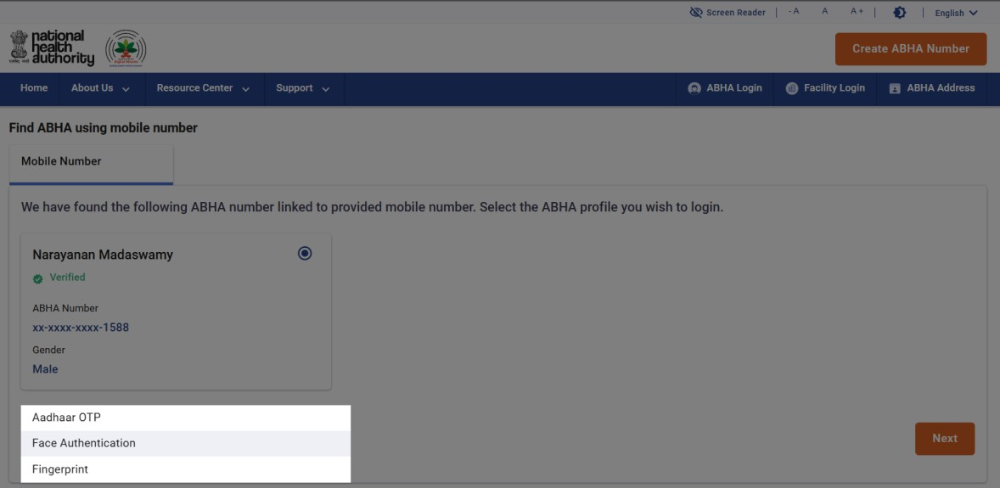 Screen Reader | - A A A + | | English
national
health
authority
Create ABHA Number
Home About Us Resource Center Support ABHA Login Facility Login ABHA Address
Find ABHA using mobile number
Mobile Number
We have found the following ABHA number linked to provided mobile number. Select the ABHA profile you wish to login.
Narayanan Madaswamy
Verified
ABHA Number
xx-xxxx-xxxx-1588
Gender
Male
Aadhaar OTP
Face Authentication
Fingerprint
Next